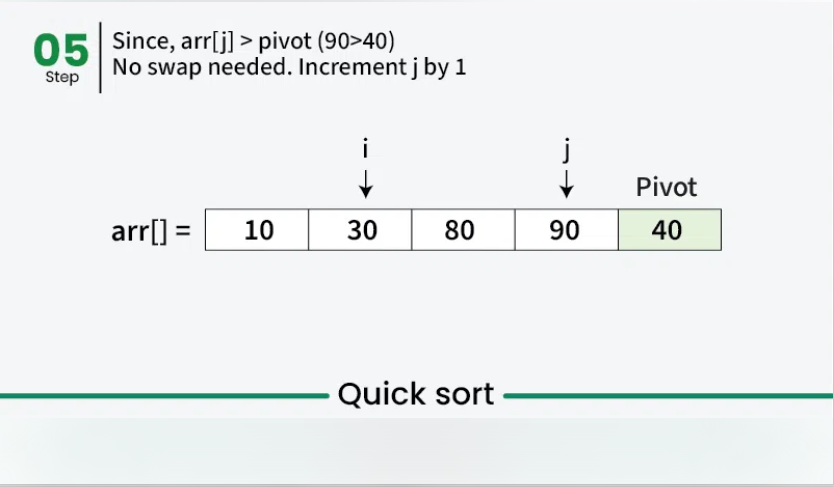 05
Step
Since, arr[j] > pivot (90>40)
No swap needed. Increment j by 1
i
j
Pivot
arr[] = 10 30 80 90 40
Quick sort